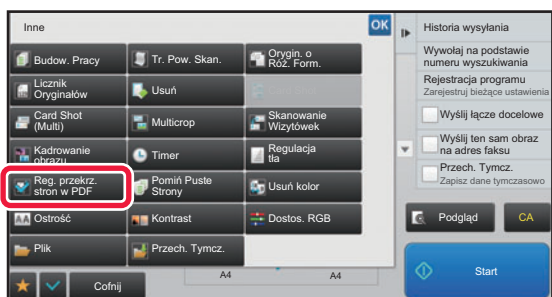 Inne
OK
Budow. Pracy
Tr. Pow. Skan.
Orygin. o
Róż. Form.
Licznik
Oryginałów
Usuń
Card Shot
(Multi)
Multicrop
Skanowanie
Wizytówek
Kadrowanie
obrazu
Timer
Regulacja
tła
Reg. przekrz.
stron w PDF
Pomiń Puste
Strony
Usuń kolor
Ostrość
Kontrast
Dostos. RGB
Plik
Przech. Tymcz.
Cofnij
A4
A4
Historia wysyłania
Wywołaj na podstawie
numeru wyszukiwania
Rejestracja programu
Zarejestruj bieżące ustawienia
Wyślij łącze docelowe
Wyślij ten sam obraz
na adres faksu
Przech. Tymcz.
Zapisz dane tymczasowo
Podgląd
CA
Start